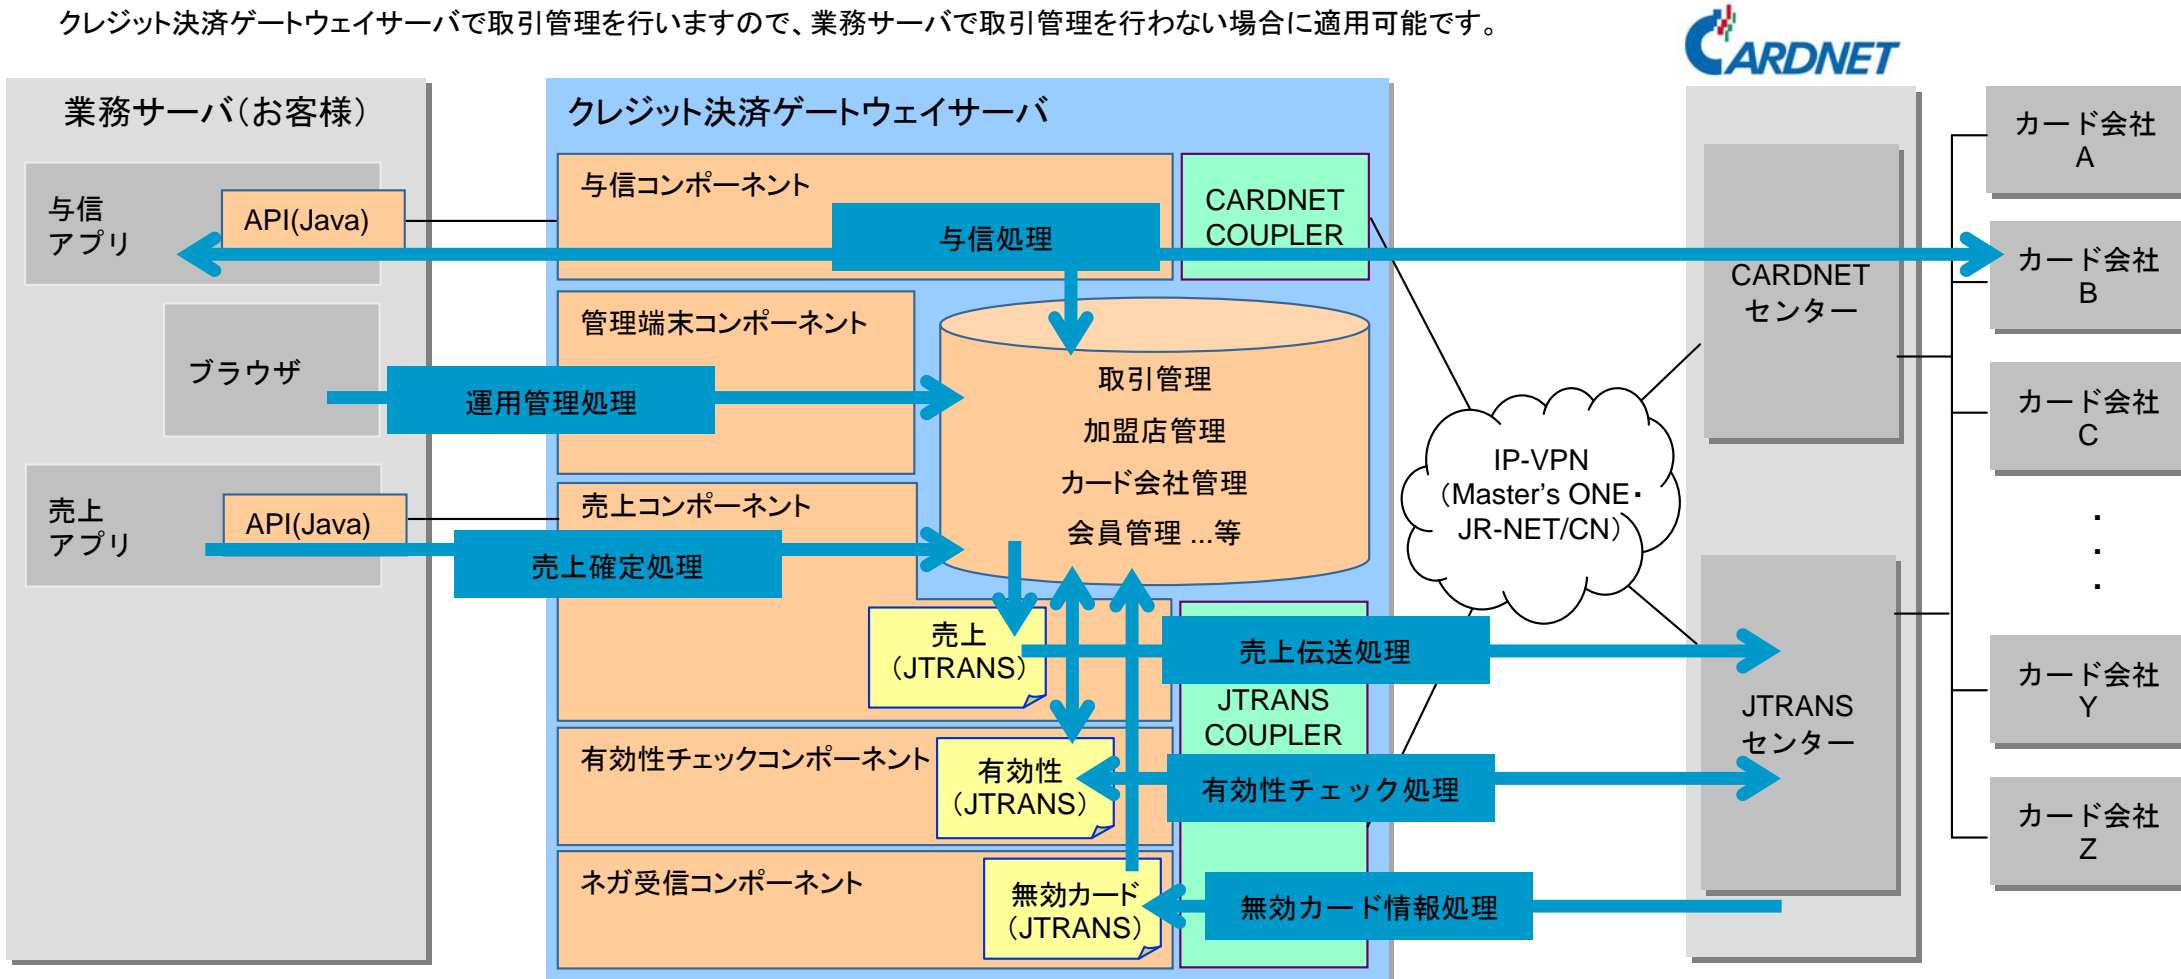 クレジット決済ゲートウェイサーバで取引管理を行いますので、業務サーバで取引管理を行わない場合に適用可能です。
CARDNET
業務サーバ（お客様）
与信
アプリ
API(Java)
ブラウザ
売上
アプリ
API(Java)
クレジット決済ゲートウェイサーバ
与信コンポーネント
与信処理
CARDNET
COUPLER
管理端末コンポーネント
運用管理処理
取引管理
加盟店管理
カード会社管理
会員管理 ...等
売上コンポーネント
売上確定処理
売上
（JTRANS）
売上伝送処理
JTRANS
COUPLER
有効性チェックコンポーネント
有効性
（JTRANS）
有効性チェック処理
ネガ受信コンポーネント
無効カード
（JTRANS）
無効カード情報処理
IP-VPN
（Master's ONE・
JR-NET/CN）
CARDNET
センター
JTRANS
センター
カード会社
A
カード会社
B
カード会社
C
・
・
・
カード会社
Y
カード会社
Z